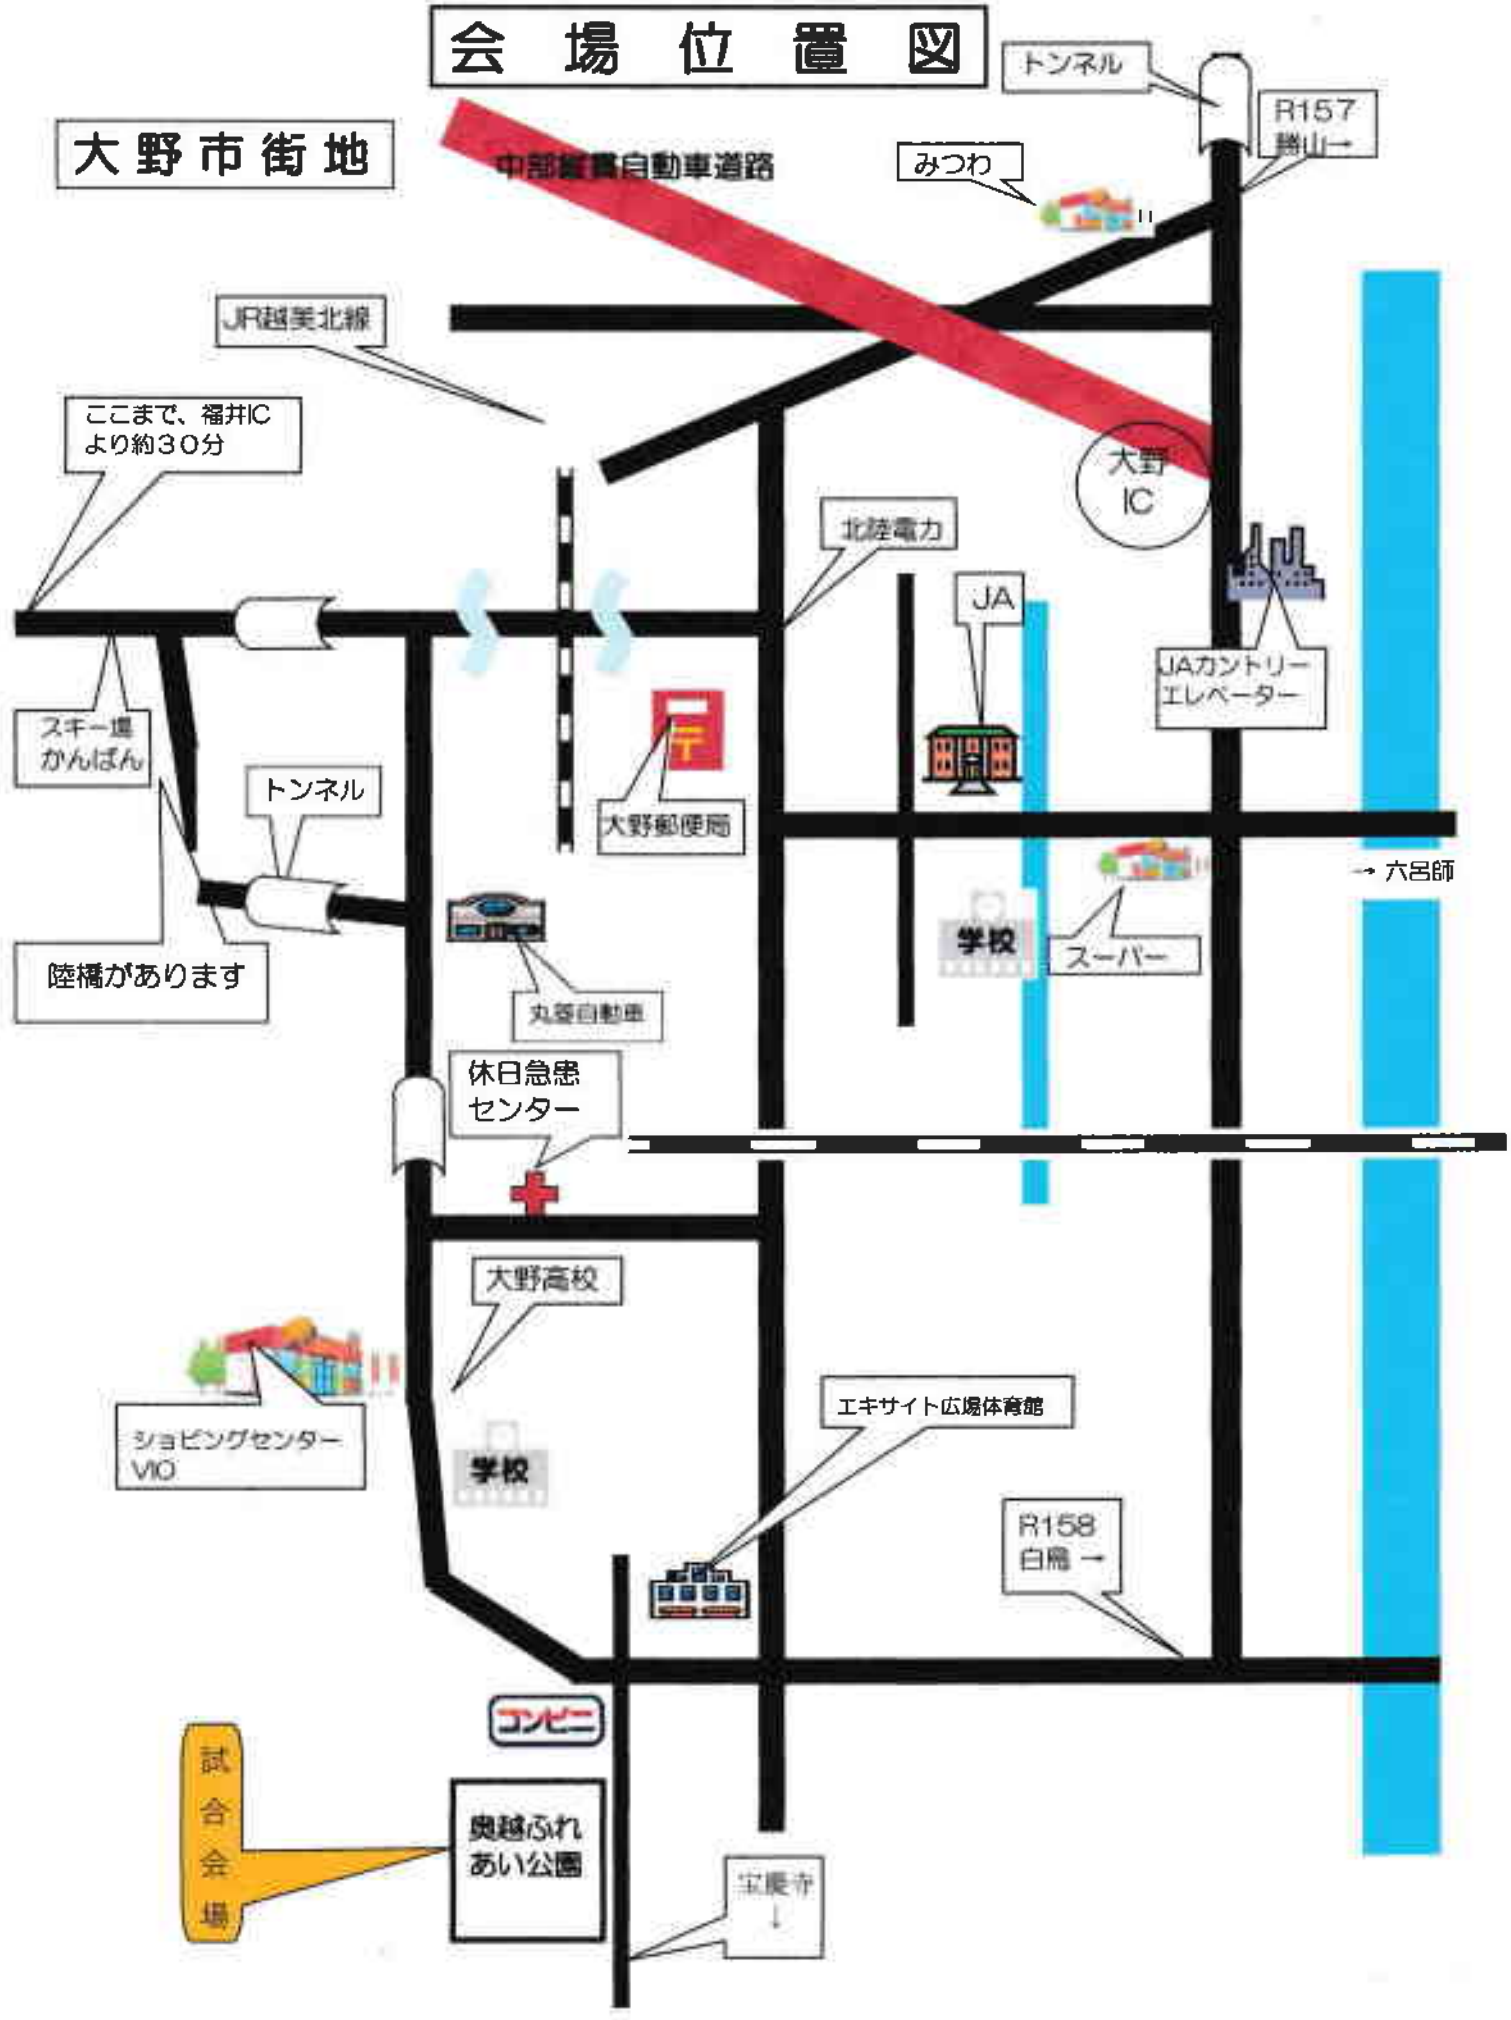 会場位置図
トンネル
R157
勝山→
大野市街地
中部縦貫自動車道路
みつわ
JR越美北線
ここまで、福井IC
より約30分
大野
IC
北陸電力
JA
JAカントリー
エレベーター
スキー場
かんばん
トンネル
大野郵便局
→ 六呂師
学校
スーパー
陸橋があります
丸菱自動車
休日急患
センター
大野高校
エキサイト広場体育館
ショピングセンター
VIO
学校
R158
白鳥 →
コンビニ
試合会場
奥越ふれ
あい公園
宝慶寺
↓